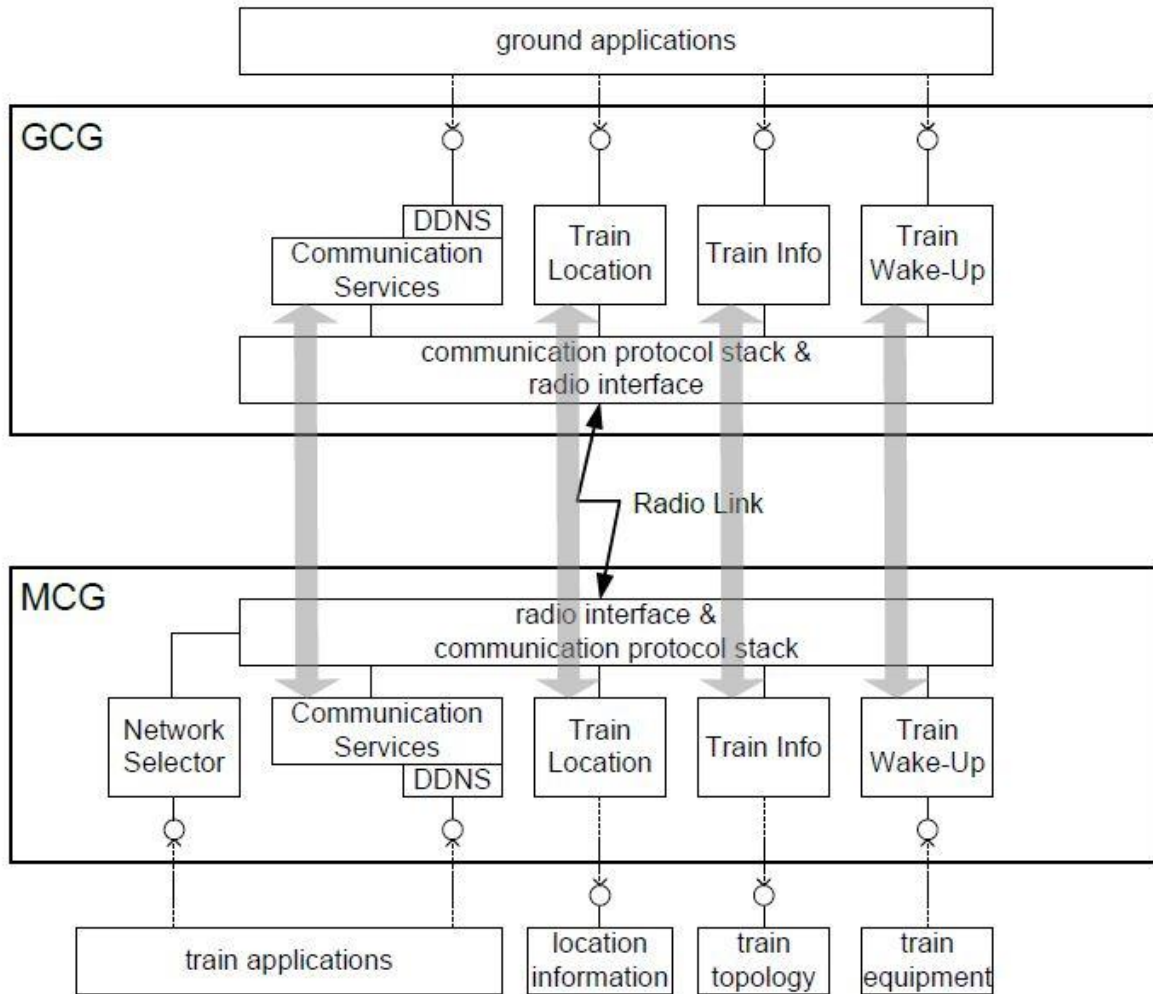 ground applications
GCG
DDNS
Communication
Services
Train
Location
Train Info
Train
Wake-Up
communication protocol stack &
radio interface
Radio Link
MCG
radio interface &
communication protocol stack
Network
Selector
Communication
Services
DDNS
Train
Location
Train Info
Train
Wake-Up
train applications
location
information
train
topology
train
equipment